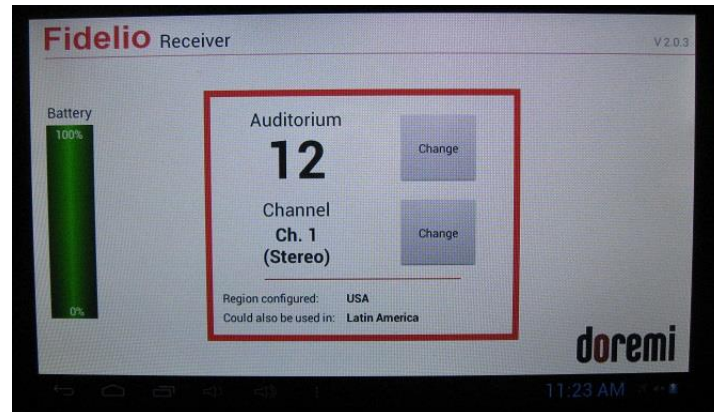 Fidelio Receiver
V 2.0.3
Battery
100%
0%
Auditorium
12
Change
Channel
Ch. 1
(Stereo)
Change
Region configured: USA
Could also be used in: Latin America
doremi
11:23 AM